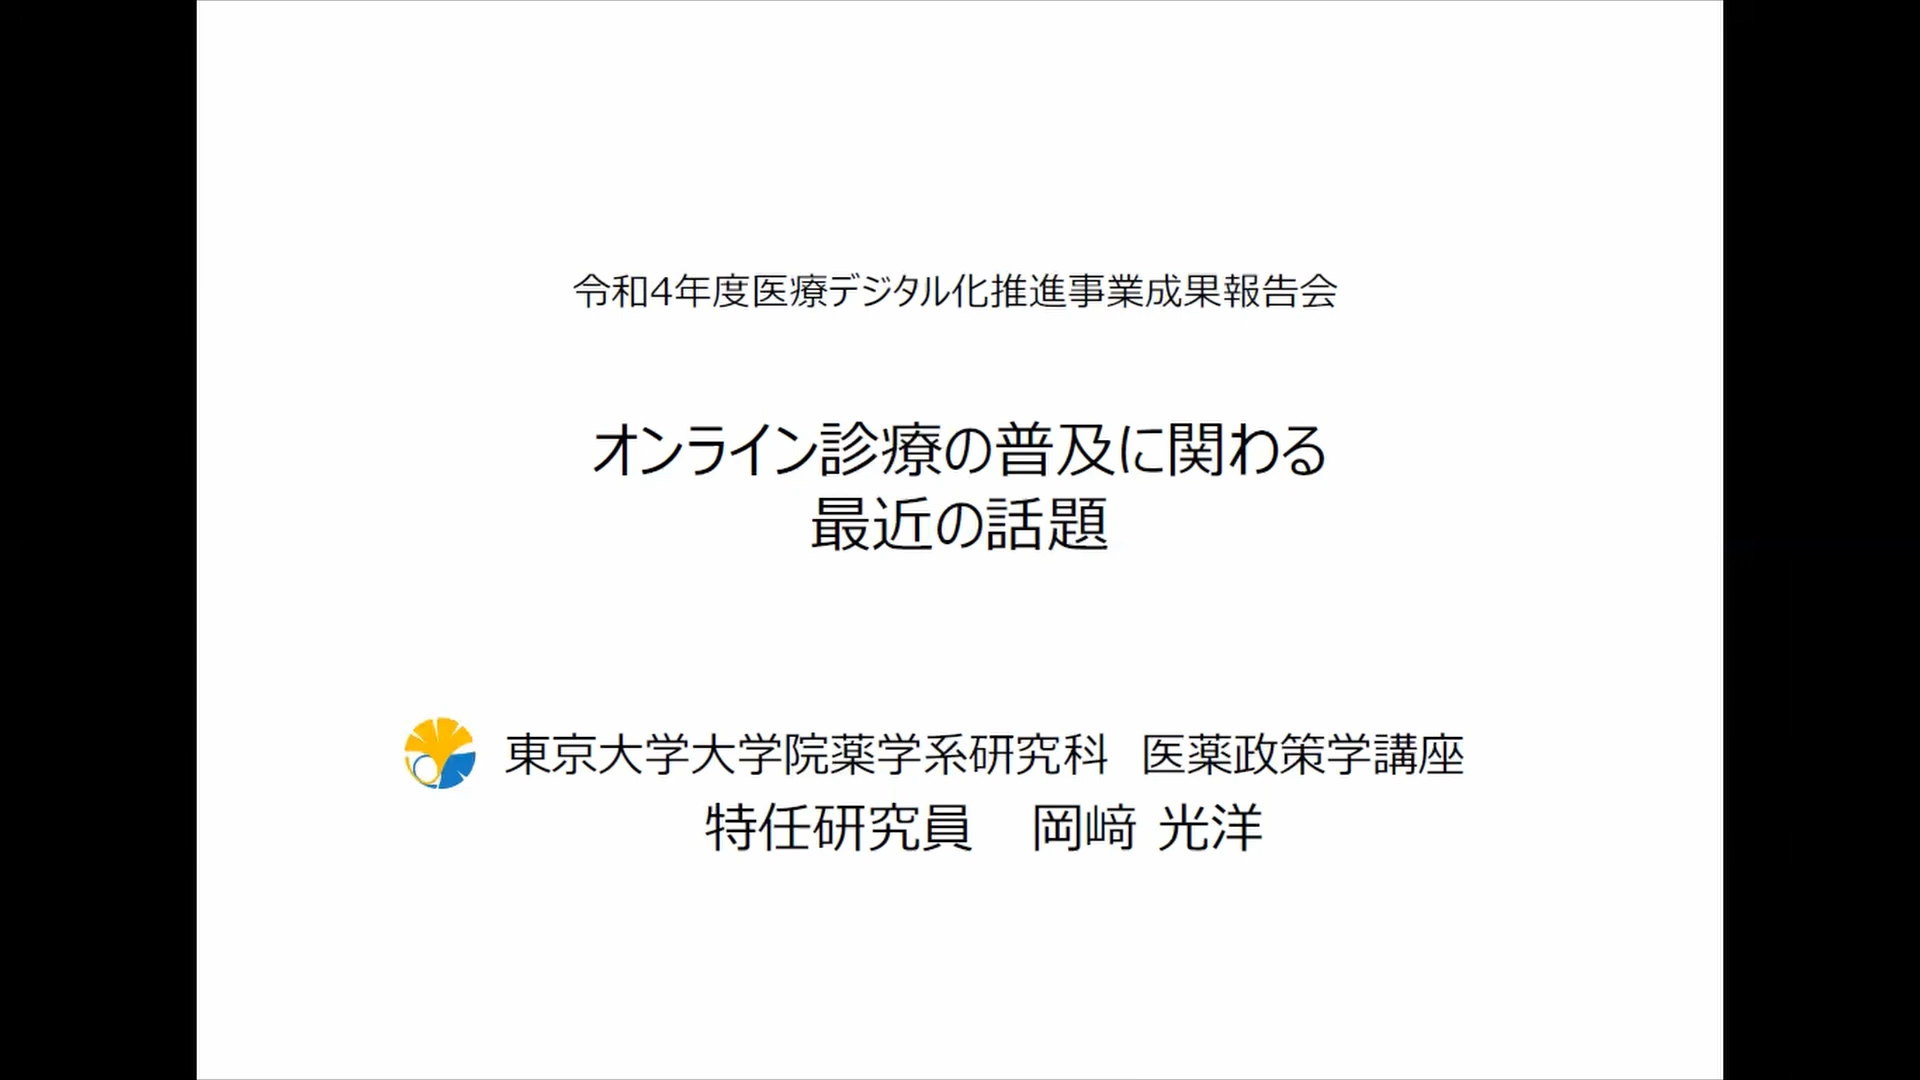 令和4年度医療デジタル化推進事業成果報告会
オンライン診療の普及に関わる
最近の話題
東京大学大学院薬学系研究科　医薬政策学講座
特任研究員　岡﨑 光洋